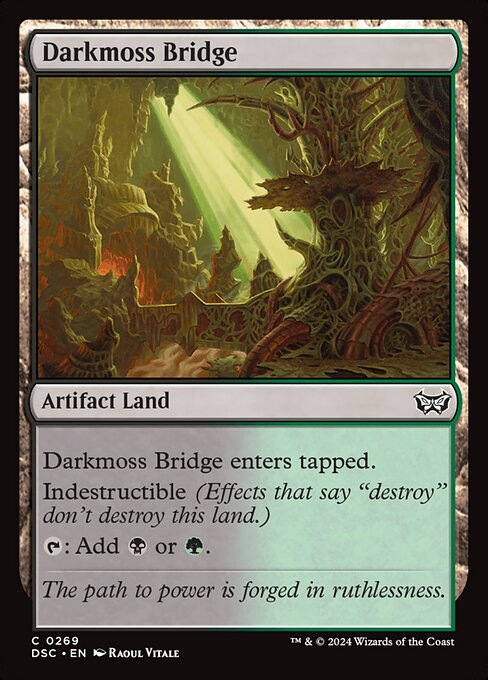 Darkmoss Bridge
Artifact Land
Darkmoss Bridge enters tapped.
Indestructible (Effects that say “destroy”
don’t destroy this land.)
: Add or .
The path to power is forged in ruthlessness.
C 0269
DSC • EN Raoul Vitale
™ & © 2024 Wizards of the Coast